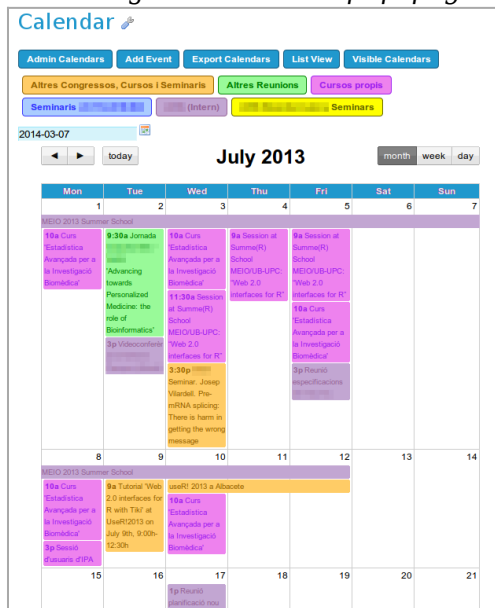 Calendar
Admin Calendars Add Event Export Calendars List View Visible Calendars
Altres Congressos, Cursos i Seminaris Altres Reunions Cursos propis
Seminaris (Intern) Seminars
2014-03-07
today July 2013 month week day
Mon Tue Wed Thu Fri Sat Sun
1 2 3 4 5 6 7
MEIO 2013 Summer School
10a Curs
'Estadística
Avançada per a
la Investigació
Biomèdica'
9:30a Jornada
'Advancing
towards
Personalized
Medicine: the
role of
Bioinformatics'
3p Videoconferèn
10a Curs
'Estadística
Avançada per a
la Investigació
Biomèdica'
11:30a Session
at Summe(R)
School
MEIO/UB-UPC:
"Web 2.0
interfaces for R"
3:30p
Seminar. Josep
Vilardell. Pre-
mRNA splicing:
There is harm in
getting the wrong
message
9a Session at
Summe(R)
School
MEIO/UB-UPC:
"Web 2.0
interfaces for R"
9a Session at
Summe(R)
School
MEIO/UB-UPC:
"Web 2.0
interfaces for R"
10a Curs
'Estadística
Avançada per a
la Investigació
Biomèdica'
3p Reunió
especificacions
8 9 10 11 12 13 14
MEIO 2013 Summer School
10a Curs
'Estadística
Avançada per a
la Investigació
Biomèdica'
3p Sessió
d'usuaris d'IPA
9a Tutorial 'Web
2.0 interfaces for
R with Tiki' at
UseR!2013 on
July 9th, 9:00h-
12:30h
useR! 2013 a Albacete
10a Curs
'Estadística
Avançada per a
la Investigació
Biomèdica'
15 16 17 18 19 20 21
1p Reunió
planificació nou